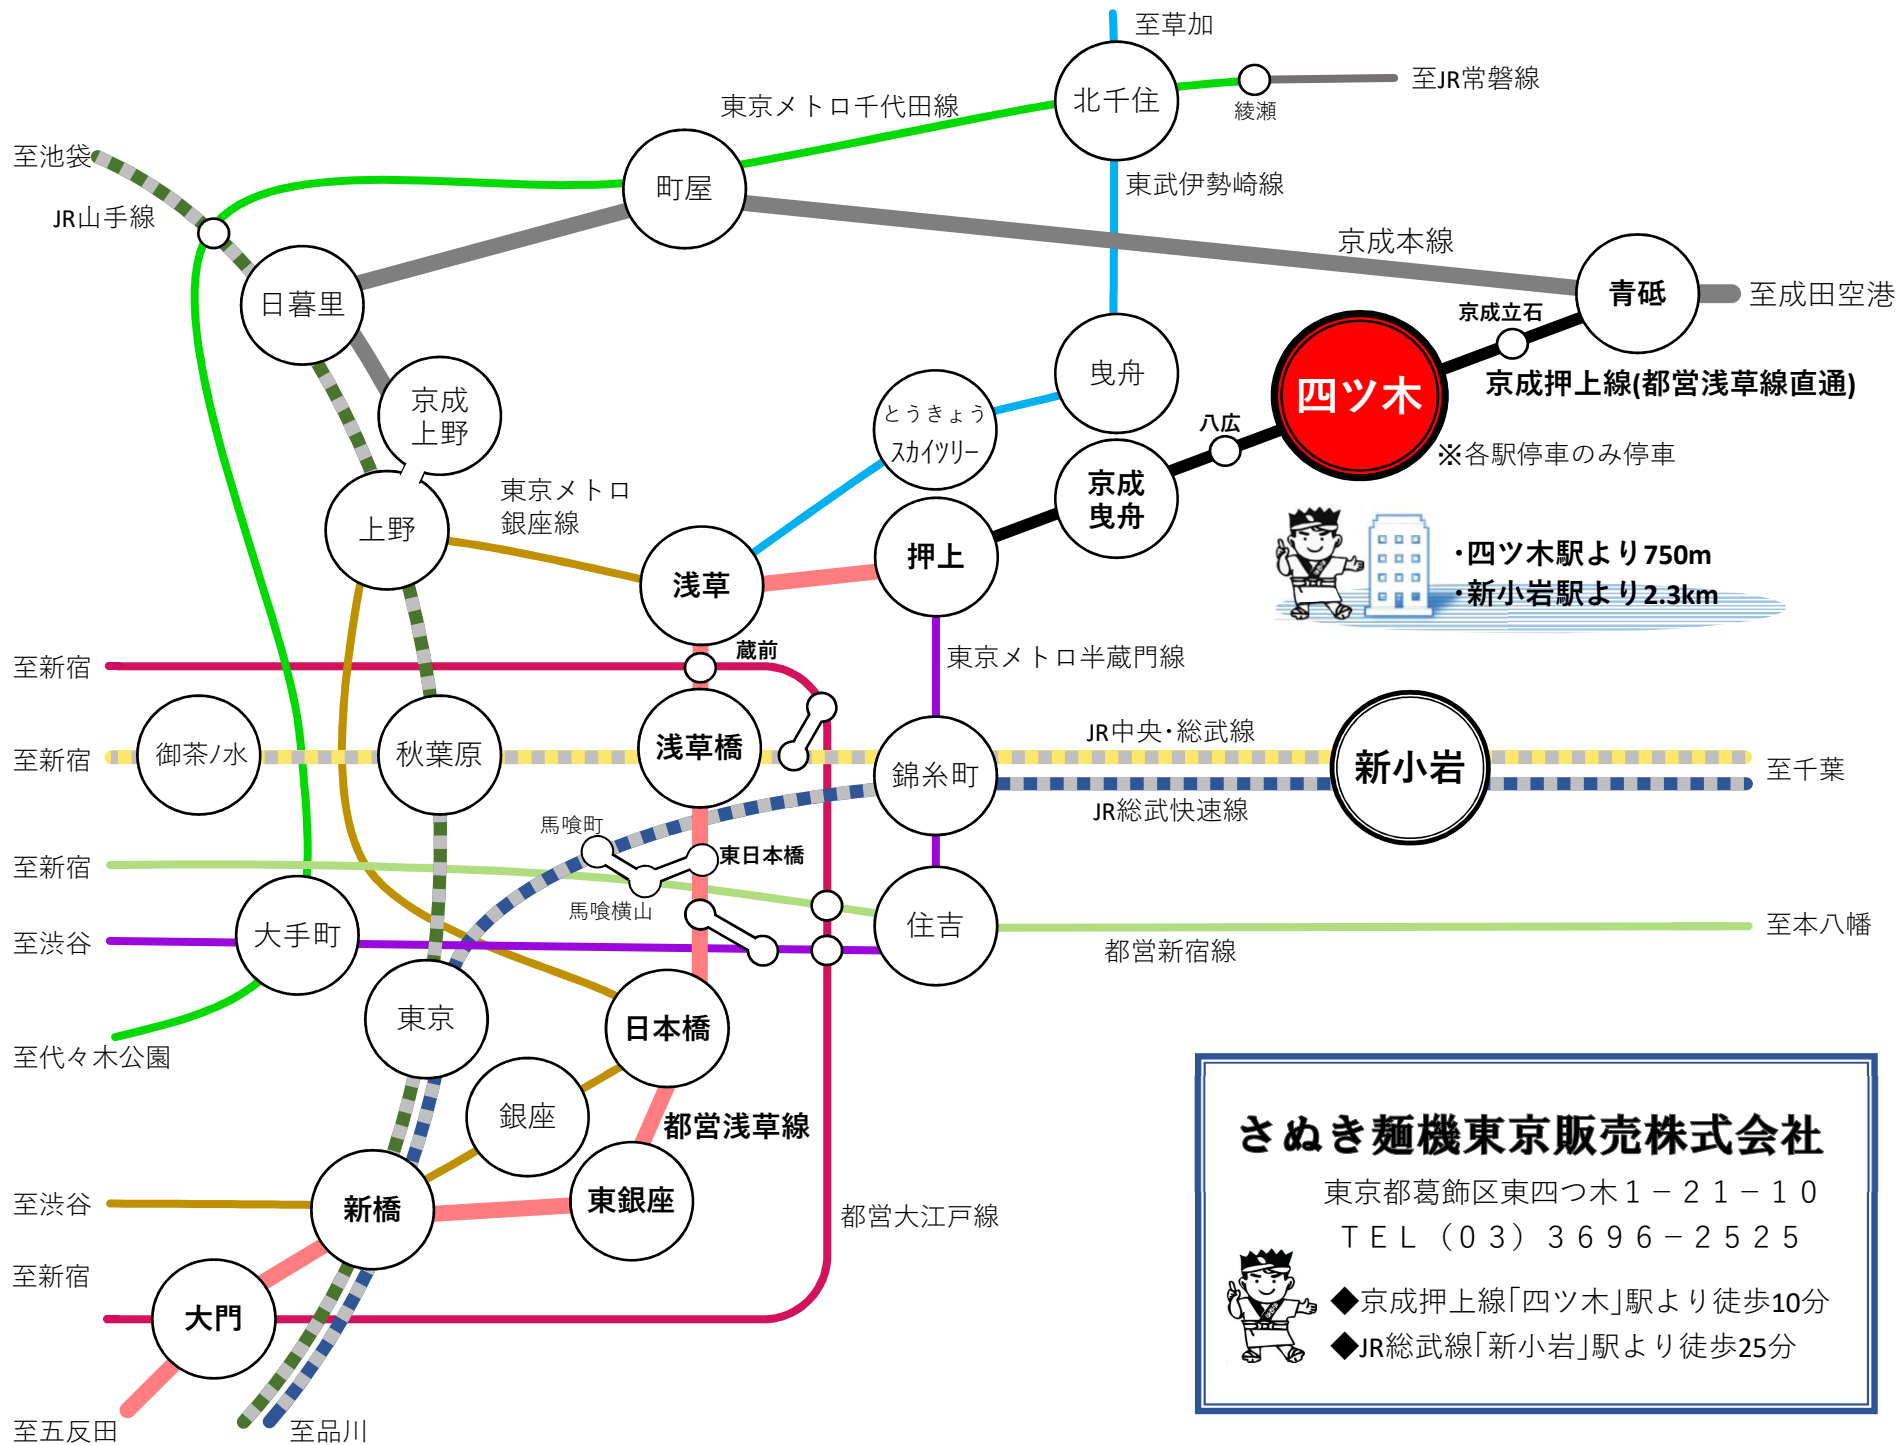 至草加
北千住
至JR常磐線
綾瀬
東京メトロ千代田線
至池袋
町屋
東武伊勢崎線
JR山手線
京成本線
日暮里
青砥
至成田空港
京成立石
京成押上線(都営浅草線直通)
曳舟
四ツ木
京成
上野
とうきょう
スカイツリー
八広
※各駅停車のみ停車
京成
曳舟
東京メトロ
銀座線
上野
押上
浅草
・四ツ木駅より750m
・新小岩駅より2.3km
至新宿
蔵前
東京メトロ半蔵門線
至新宿
御茶ノ水
秋葉原
浅草橋
錦糸町
JR中央・総武線
新小岩
至千葉
JR総武快速線
馬喰町
東日本橋
至新宿
馬喰横山
住吉
至本八幡
都営新宿線
至渋谷
大手町
東京
日本橋
至代々木公園
銀座
都営浅草線
至渋谷
新橋
東銀座
都営大江戸線
至新宿
大門
至五反田
至品川
さぬき麺機東京販売株式会社
東京都葛飾区東四つ木１－２１－１０
ＴＥＬ（０３）３６９６－２５２５
◆京成押上線｢四ツ木｣駅より徒歩10分
◆JR総武線｢新小岩｣駅より徒歩25分